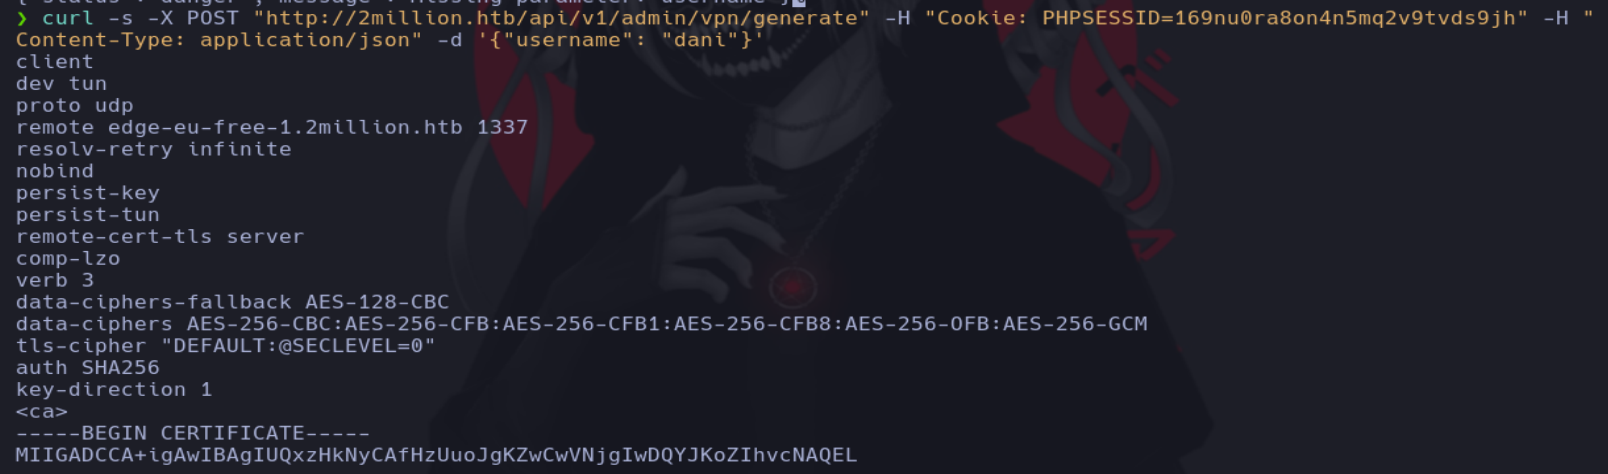 ❯ curl -s -X POST "http://2million.htb/api/v1/admin/vpn/generate" -H "Cookie: PHPSESSID=169nu0ra8on4n5mq2v9tvds9jh" -H "
Content-Type: application/json" -d '{"username": "dani"}'
client
dev tun
proto udp
remote edge-eu-free-1.2million.htb 1337
resolv-retry infinite
nobind
persist-key
persist-tun
remote-cert-tls server
comp-lzo
verb 3
data-ciphers-fallback AES-128-CBC
data-ciphers AES-256-CBC:AES-256-CFB:AES-256-CFB1:AES-256-CFB8:AES-256-OFB:AES-256-GCM
tls-cipher "DEFAULT:@SECLEVEL=0"
auth SHA256
key-direction 1
<ca>
-----BEGIN CERTIFICATE-----
MIIGADCCA+igAwIBAgIUQxzHkNyCAfHzUuoJgKZwCwVNjgIwDQYJKoZIhvcNAQEL